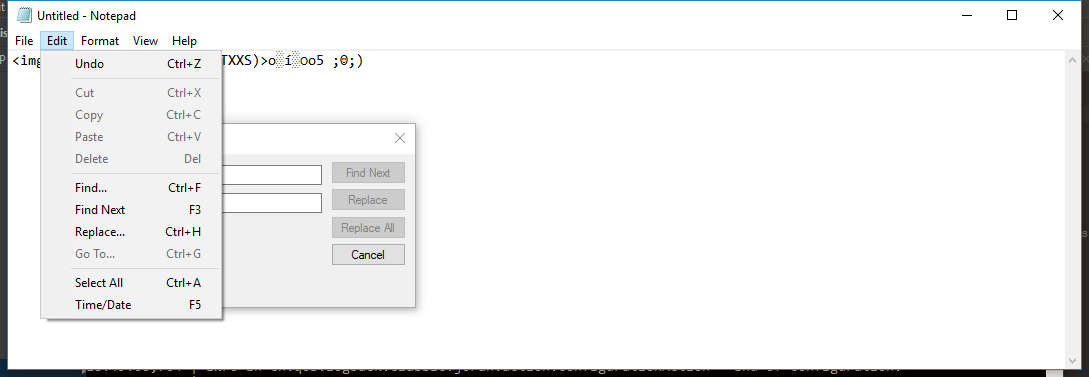 Untitled - Notepad
File Edit Format View Help
<img TXXS)>o░í░oo5 ;0;)
Undo Ctrl+Z
Cut Ctrl+X
Copy Ctrl+C
Paste Ctrl+V
Delete Del
Find... Ctrl+F
Find Next F3
Replace... Ctrl+H
Go To... Ctrl+G
Select All Ctrl+A
Time/Date F5
Find Next
Replace
Replace All
Cancel